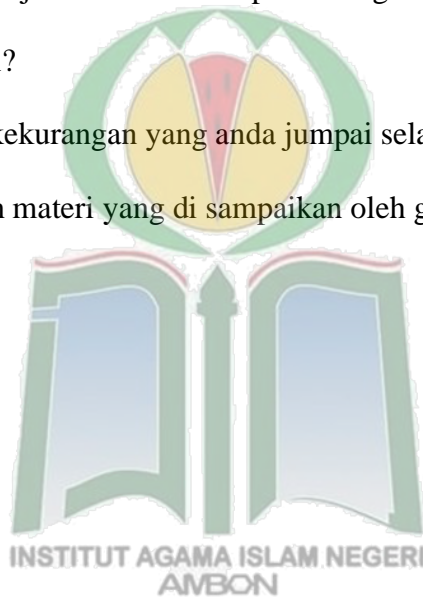 ?
kekurangan yang anda jumpai sela
materi yang di sampaikan oleh g
INSTITUT AGAMA ISLAM NEGERI
AMBON